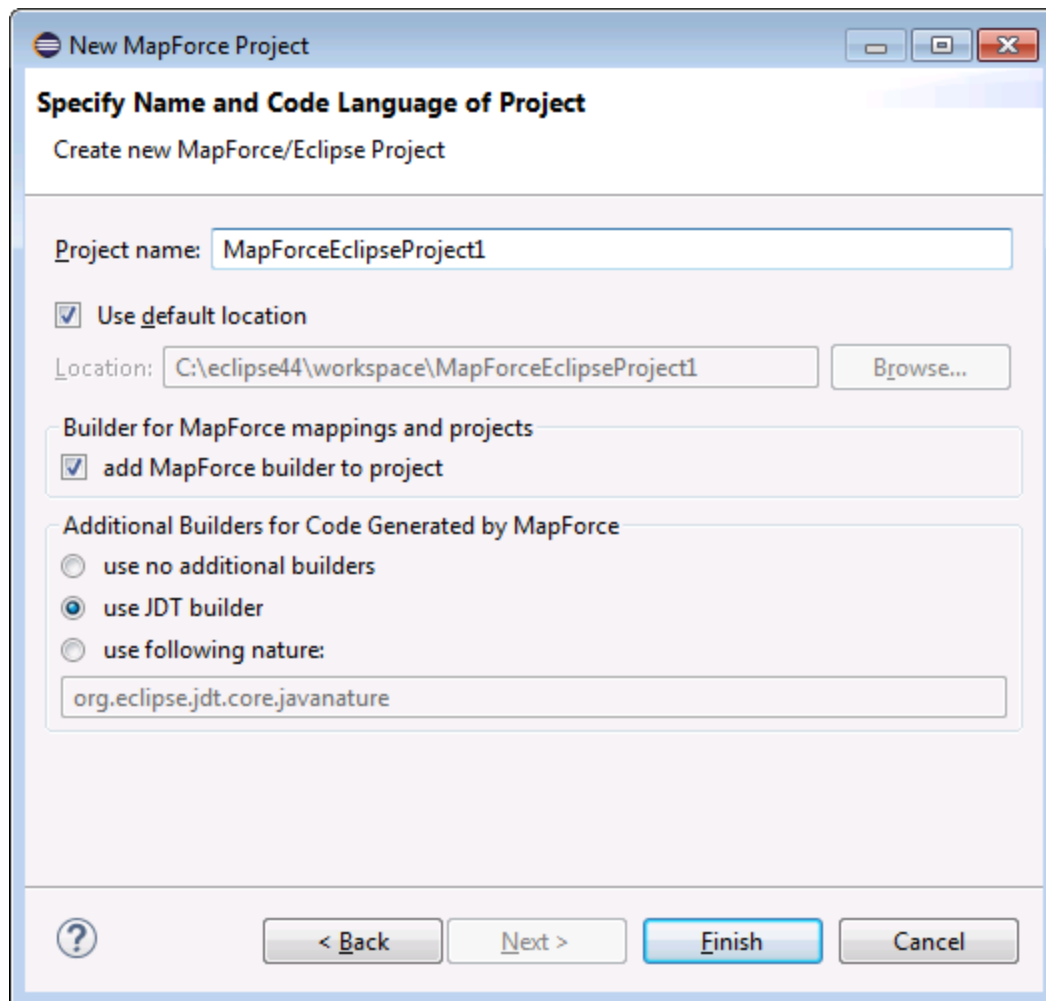 New MapForce Project
Specify Name and Code Language of Project
Create new MapForce/Eclipse Project
Project name: MapForceEclipseProject1
Use default location
Location: C:\eclipse44\workspace\MapForceEclipseProject1 Browse...
Builder for MapForce mappings and projects
add MapForce builder to project
Additional Builders for Code Generated by MapForce
use no additional builders
use JDT builder
use following nature:
org.eclipse.jdt.core.javanature
? < Back Next > Finish Cancel